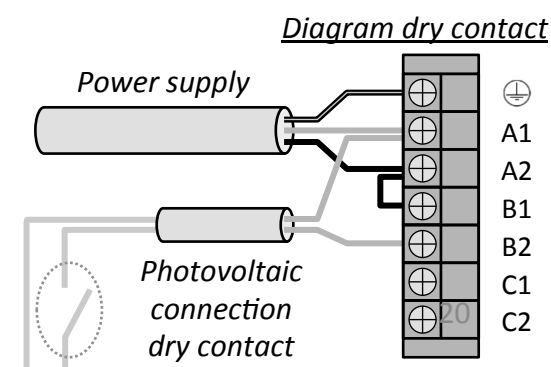 Diagram dry contact
Power supply
A1
A2
B1
B2
C1
C2
20
Photovoltaic
connection
dry contact